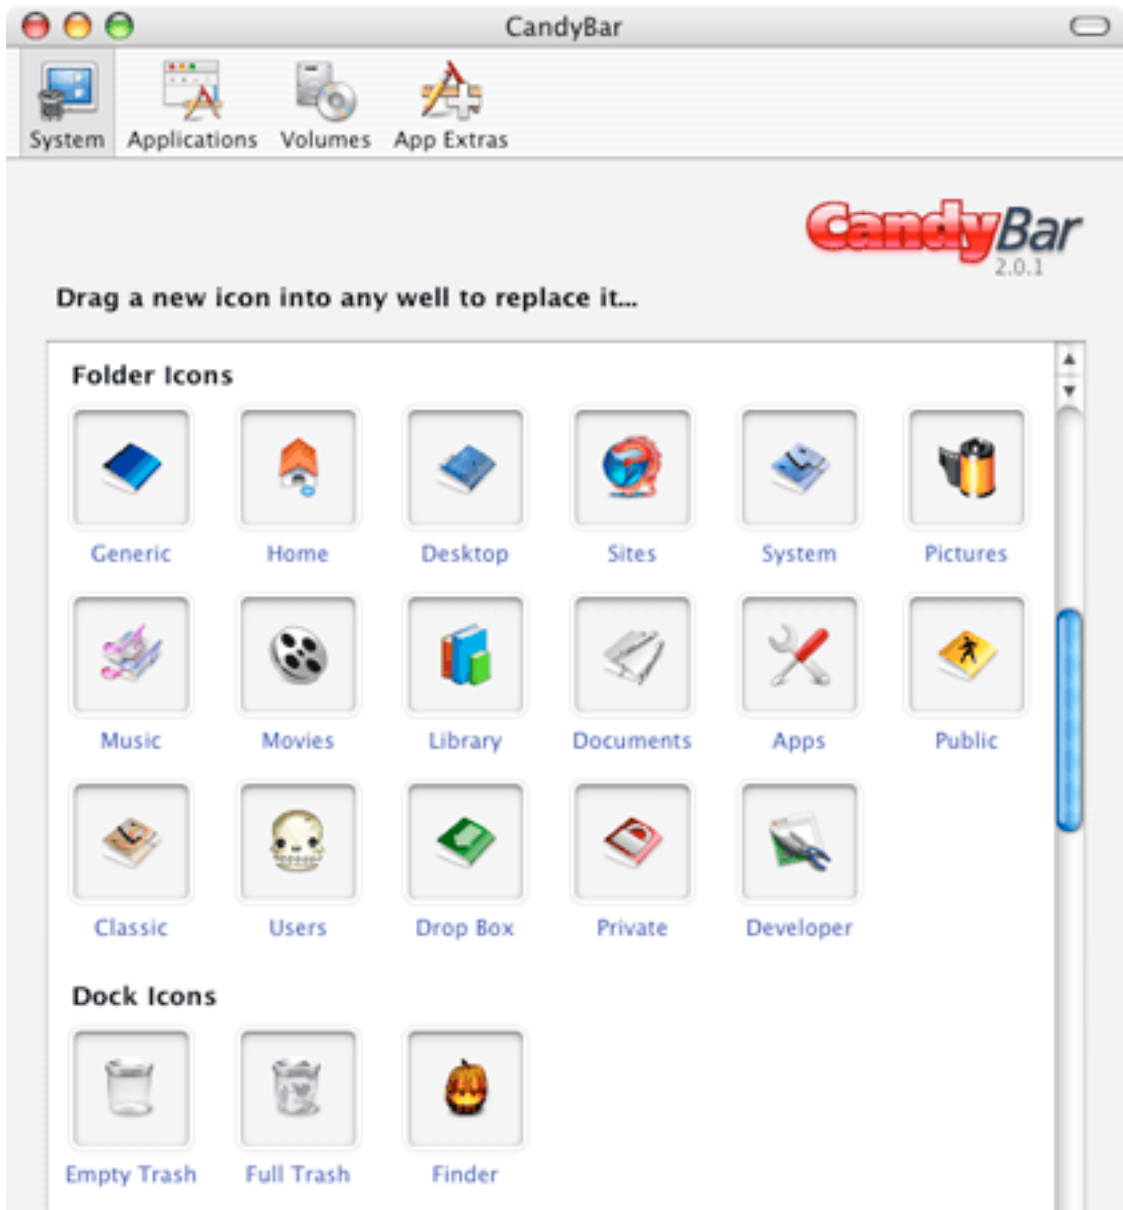 CandyBar
System Applications Volumes App Extras
CandyBar
2.0.1
Drag a new icon into any well to replace it...
Folder Icons
Generic Home Desktop Sites System Pictures
Music Movies Library Documents Apps Public
Classic Users Drop Box Private Developer
Dock Icons
Empty Trash Full Trash Finder